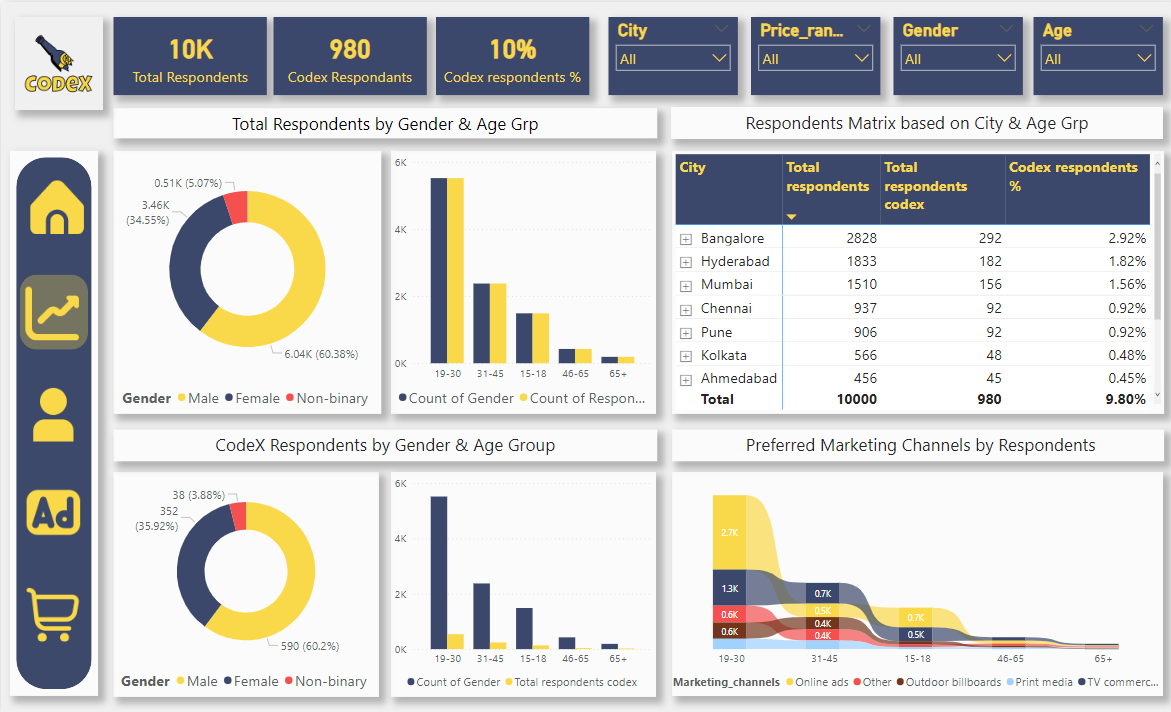 CODEX
10K
Total Respondents
980
Codex Respondants
10%
Codex respondents %
City
All
Price_ran...
All
Gender
All
Age
All
Total Respondents by Gender & Age Grp
0.51K (5.07%)
3.46K
(34.55%)
6.04K (60.38%)
Gender Male Female Non-binary
6K
4K
2K
0K
19-30 31-45 15-18 46-65 65+
Count of Gender Count of Respon...
Respondents Matrix based on City & Age Grp
City Total respondents Total respondents codex Codex respondents %
Bangalore 2828 292 2.92%
Hyderabad 1833 182 1.82%
Mumbai 1510 156 1.56%
Chennai 937 92 0.92%
Pune 906 92 0.92%
Kolkata 566 48 0.48%
Ahmedabad 456 45 0.45%
Total 10000 980 9.80%
Ad
CodeX Respondents by Gender & Age Group
38 (3.88%)
352
(35.92%)
590 (60.2%)
Gender Male Female Non-binary
6K
4K
2K
0K
19-30 31-45 15-18 46-65 65+
Count of Gender Total respondents codex
Preferred Marketing Channels by Respondents
2.7K
1.3K
0.6K
0.6K
0.7K
0.5K
0.4K
0.4K
0.7K
0.5K
19-30 31-45 15-18 46-65 65+
Marketing_channels Online ads Other Outdoor billboards Print media TV commerc...